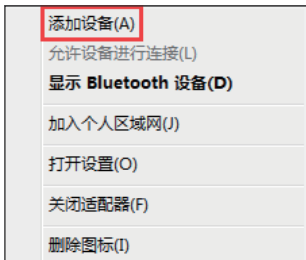 添加设备(A)
允许设备进行连接(L)
显示 Bluetooth 设备(D)
加入个人区域网(J)
打开设置(O)
关闭适配器(F)
删除图标(I)